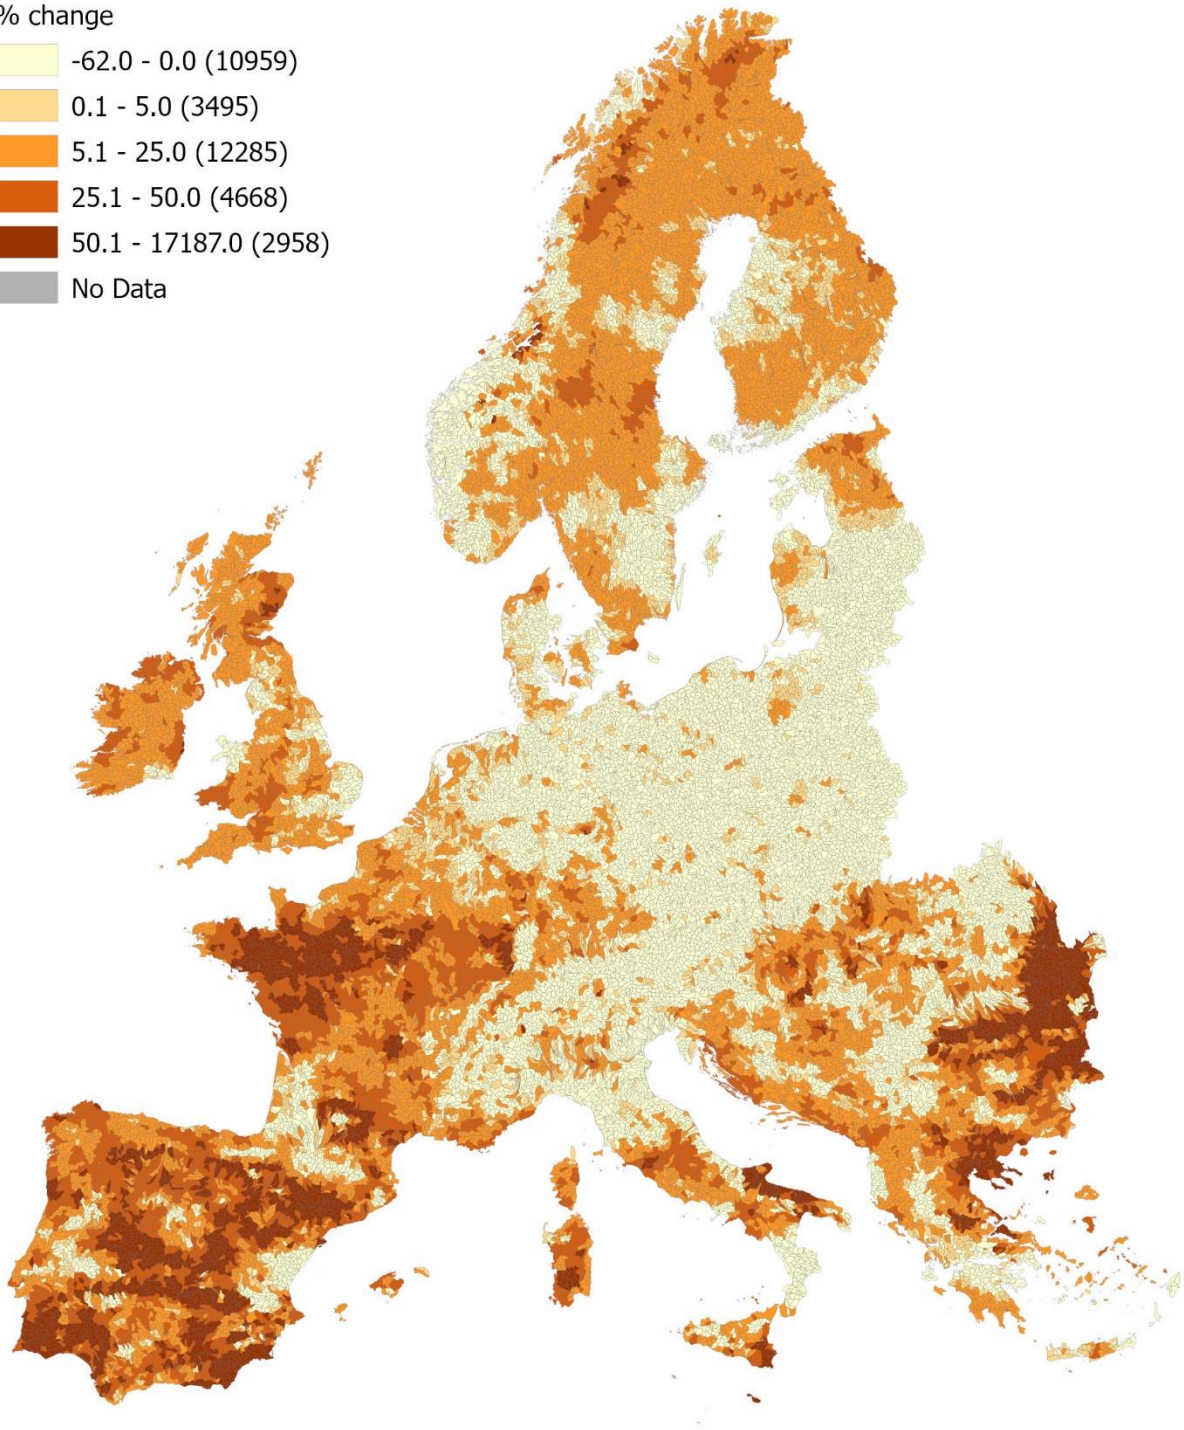 % change
-62.0 - 0.0 (10959)
0.1 - 5.0 (3495)
5.1 - 25.0 (12285)
25.1 - 50.0 (4668)
50.1 - 17187.0 (2958)
No Data